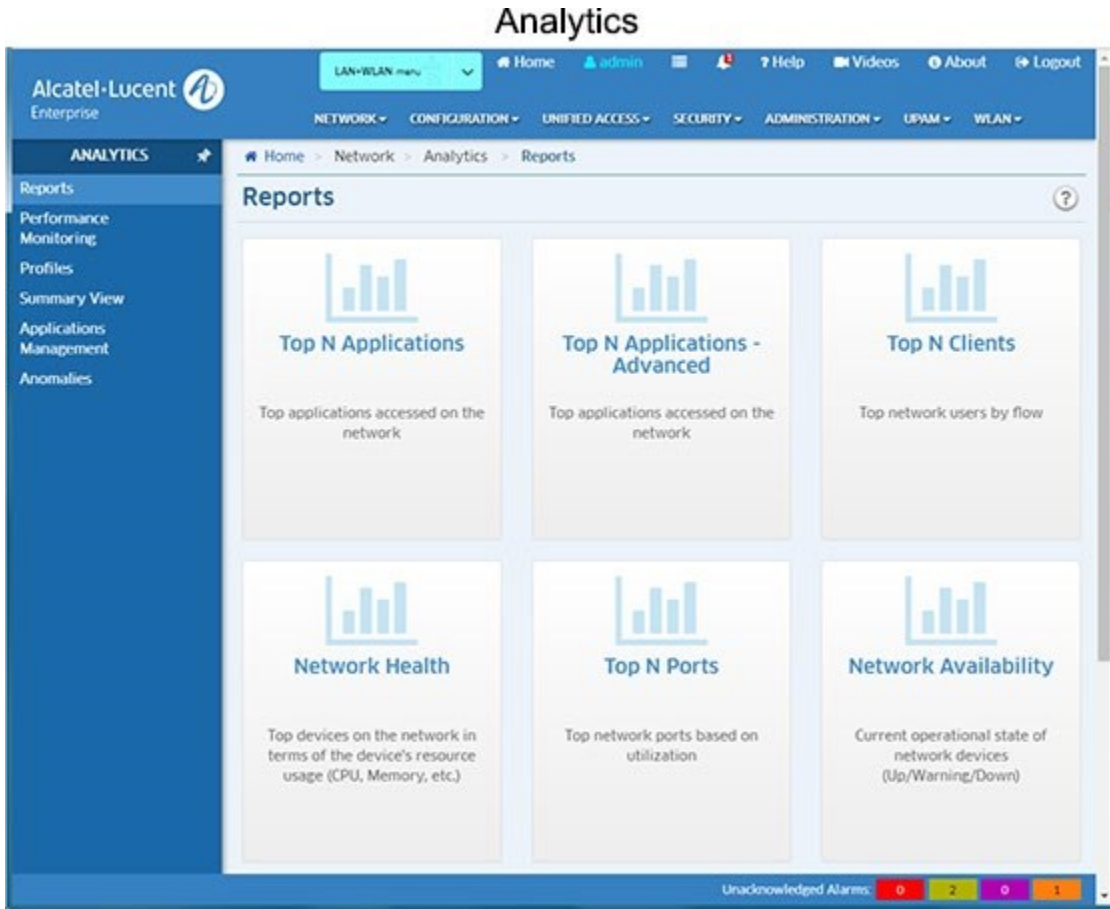 Analytics
Alcatel-Lucent
Enterprise
LAN+WLAN menu
Home admin ? Help Videos About Logout
NETWORK CONFIGURATION UNIFIED ACCESS SECURITY ADMINISTRATION UPAM WLAN
ANALYTICS
Home > Network > Analytics > Reports
Reports
Performance
Monitoring
Profiles
Summary View
Applications
Management
Anomalies
Reports
?
Top N Applications
Top applications accessed on the
network
Top N Applications -
Advanced
Top applications accessed on the
network
Top N Clients
Top network users by flow
Network Health
Top devices on the network in
terms of the device's resource
usage (CPU, Memory, etc.)
Top N Ports
Top network ports based on
utilization
Network Availability
Current operational state of
network devices
(Up/Warning/Down)
Unacknowledged Alarms: 0 2 0 1